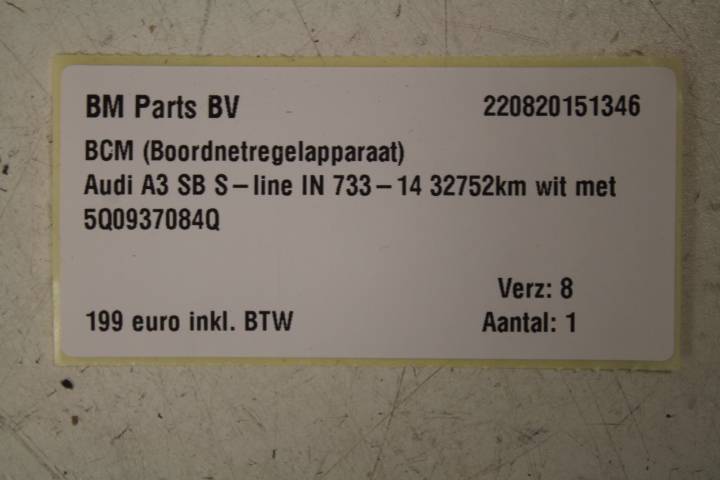 BM Parts BV 220820151346
BCM (Boordnetregelapparaat)
Audi A3 SB S-line IN 733-14 32752km wit met
5Q0937084Q
Verz: 8
199 euro inkl. BTW Aantal: 1